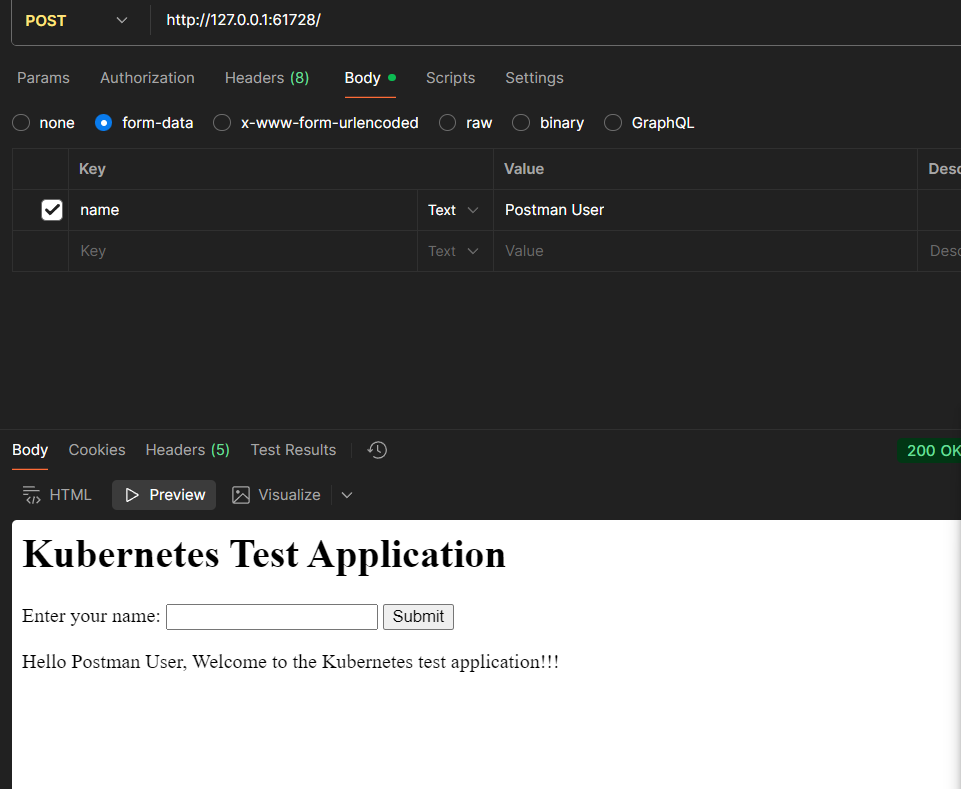 POST http://127.0.0.1:61728/
Params Authorization Headers (8) Body Scripts Settings
none form-data x-www-form-urlencoded raw binary GraphQL
Key Value
name Text Postman User
Key Text Value
Body Cookies Headers (5) Test Results 200 OK
HTML Preview Visualize
Kubernetes Test Application
Enter your name: Submit
Hello Postman User, Welcome to the Kubernetes test application!!!